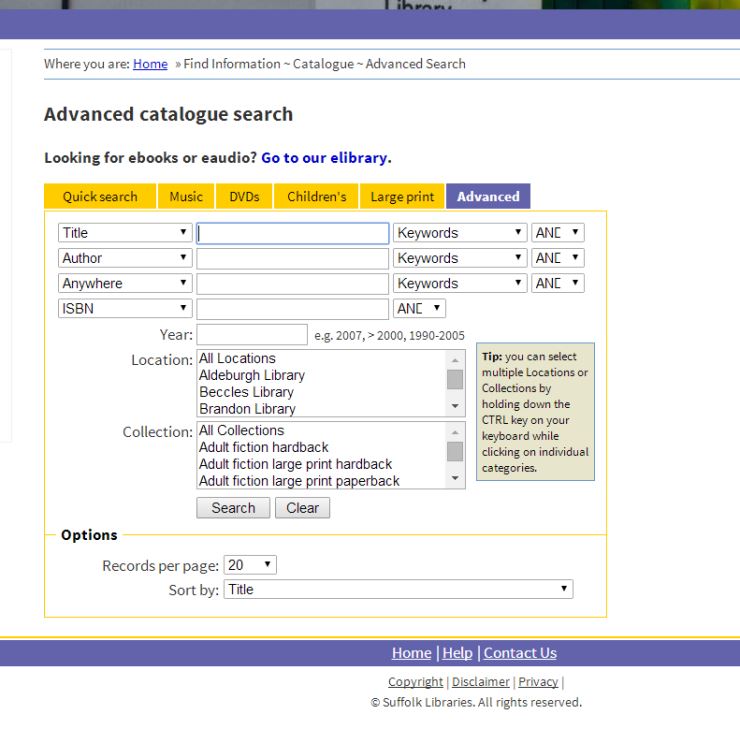 Library
Where you are: Home » Find Information ~ Catalogue ~ Advanced Search
Advanced catalogue search
Looking for ebooks or eaudio? Go to our elibrary.
Quick search Music DVDs Children's Large print Advanced
Title Keywords AND
Author Keywords AND
Anywhere Keywords AND
ISBN AND
Year: e.g. 2007, > 2000, 1990-2005
Location: All Locations
Aldeburgh Library
Beccles Library
Brandon Library
Tip: you can select
multiple Locations or
Collections by
holding down the
CTRL key on your
keyboard while
clicking on individual
categories.
Collection: All Collections
Adult fiction hardback
Adult fiction large print hardback
Adult fiction large print paperback
Search Clear
Options
Records per page: 20
Sort by: Title
Home | Help | Contact Us
Copyright | Disclaimer | Privacy |
© Suffolk Libraries. All rights reserved.